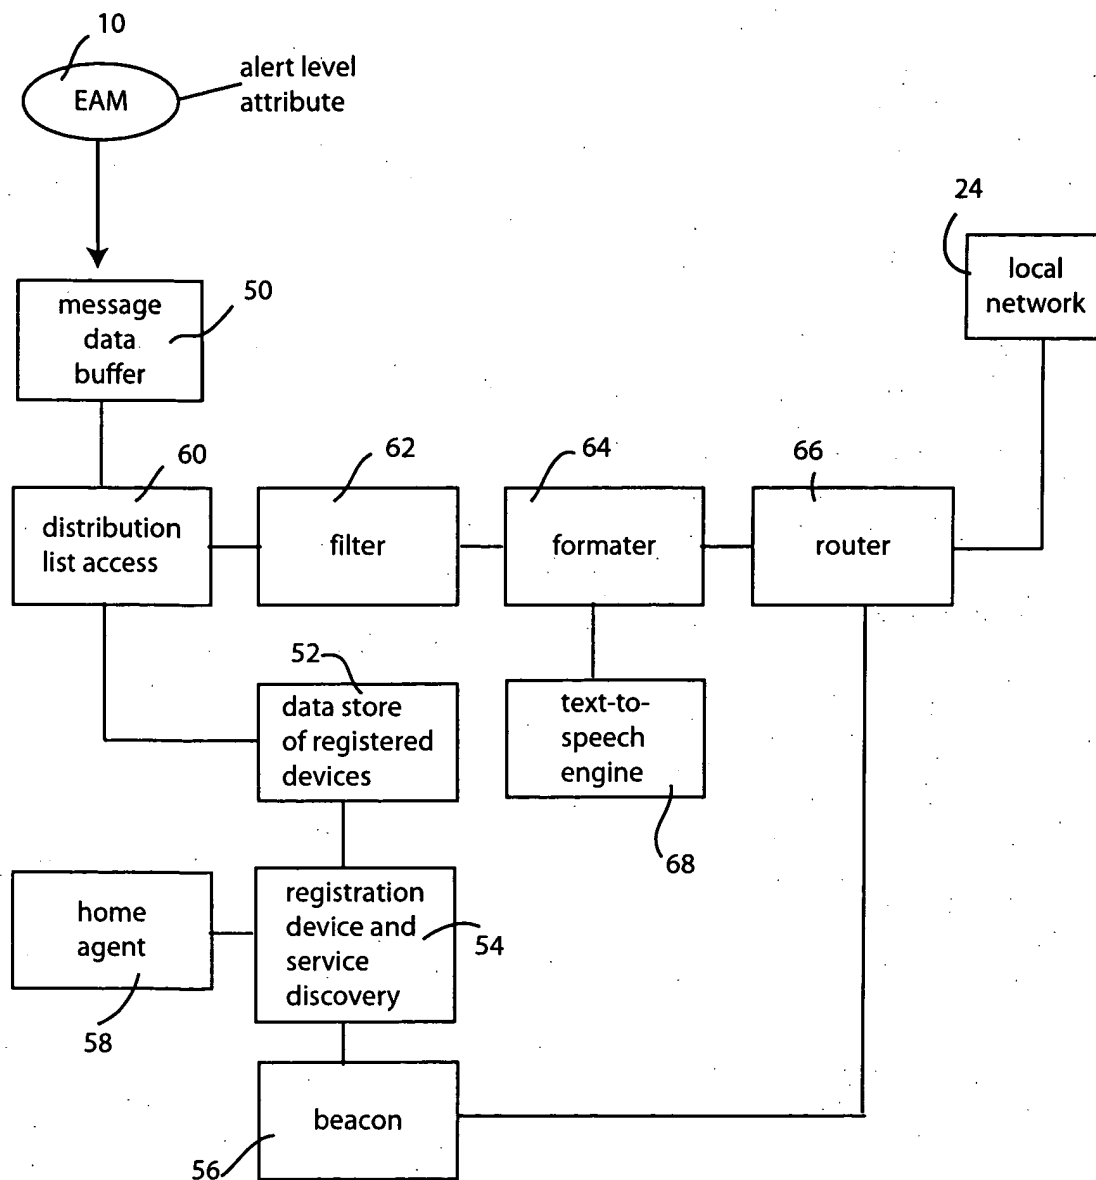 10
EAM
alert level
attribute
24
local
network
50
message
data
buffer
60
62
64
66
distribution
list access
filter
formater
router
52
data store
of registered
devices
text-to-
speech
engine
68
home
agent
58
registration
device and
service
discovery
54
beacon
56